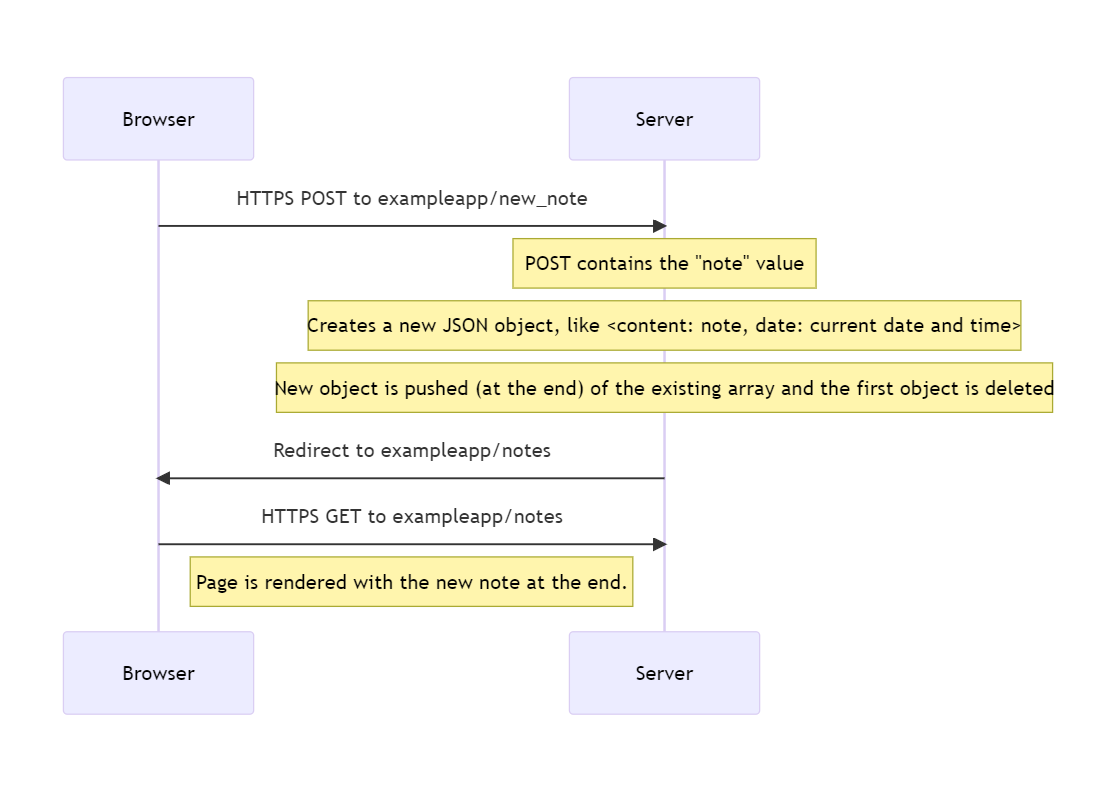 Browser
Server
HTTPS POST to exampleapp/new_note
POST contains the "note" value
Creates a new JSON object, like <content: note, date: current date and time>
New object is pushed (at the end) of the existing array and the first object is deleted
Redirect to exampleapp/notes
HTTPS GET to exampleapp/notes
Page is rendered with the new note at the end.
Browser
Server